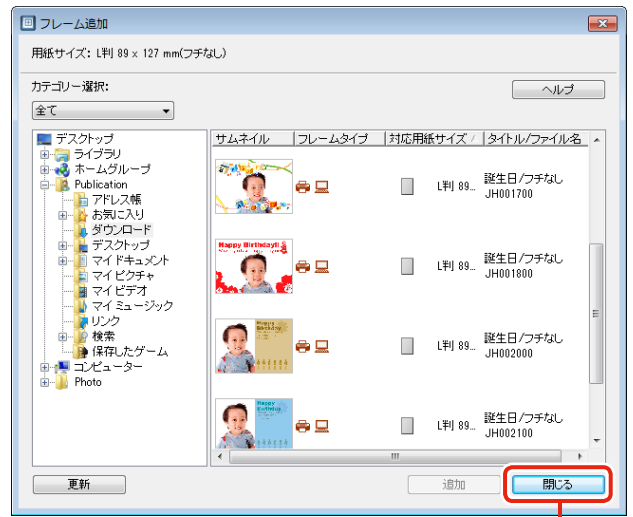 フレーム追加
用紙サイズ: L判 89 x 127 mm(フチなし)
カテゴリー選択:
ヘルプ
全て
デスクトップ
ライブラリ
ホームグループ
Publication
アドレス帳
お気に入り
ダウンロード
デスクトップ
マイドキュメント
マイピクチャ
マイビデオ
マイミュージック
リンク
検索
保存したゲーム
コンピューター
Photo
サムネイル フレームタイプ 対応用紙サイズ / タイトル/ファイル名
L判 89... 誕生日/フチなし
JH001700
Happy Birthday!!
L判 89... 誕生日/フチなし
JH001800
Happy
Birthday
L判 89... 誕生日/フチなし
JH002000
Happy
Birthday
L判 89... 誕生日/フチなし
JH002100
更新
追加
閉じる